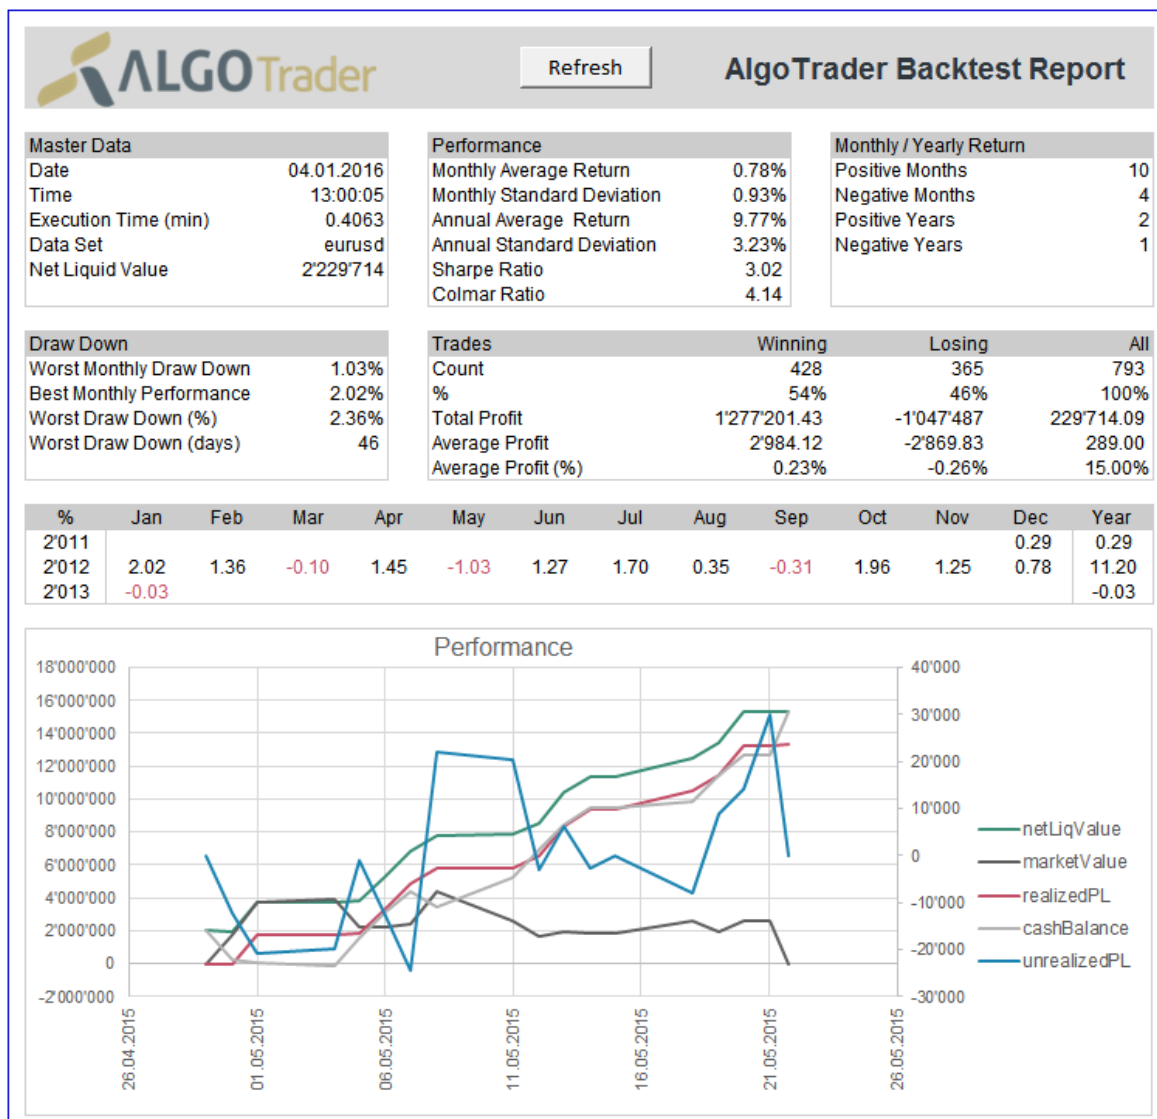 ALGOTrader
Refresh
AlgoTrader Backtest Report
Master Data
Date 04.01.2016
Time 13:00:05
Execution Time (min) 0.4063
Data Set eurusd
Net Liquid Value 2'229'714
Performance
Monthly Average Return 0.78%
Monthly Standard Deviation 0.93%
Annual Average Return 9.77%
Annual Standard Deviation 3.23%
Sharpe Ratio 3.02
Colmar Ratio 4.14
Monthly / Yearly Return
Positive Months 10
Negative Months 4
Positive Years 2
Negative Years 1
Draw Down
Worst Monthly Draw Down 1.03%
Best Monthly Performance 2.02%
Worst Draw Down (%) 2.36%
Worst Draw Down (days) 46
Trades Winning Losing All
Count 428 365 793
% 54% 46% 100%
Total Profit 1'277'201.43 -1'047'487 229'714.09
Average Profit 2'984.12 -2'869.83 289.00
Average Profit (%) 0.23% -0.26% 15.00%
% Jan Feb Mar Apr May Jun Jul Aug Sep Oct Nov Dec Year
2'011 0.29 0.29
2'012 2.02 1.36 -0.10 1.45 -1.03 1.27 1.70 0.35 -0.31 1.96 1.25 0.78 11.20
2'013 -0.03 -0.03
Performance
18'000'000
16'000'000
14'000'000
12'000'000
10'000'000
8'000'000
6'000'000
4'000'000
2'000'000
0
-2'000'000
40'000
30'000
20'000
10'000
0
-10'000
-20'000
-30'000
26.04.2015
01.05.2015
06.05.2015
11.05.2015
16.05.2015
21.05.2015
26.05.2015
netLiqValue
marketValue
realizedPL
cashBalance
unrealizedPL